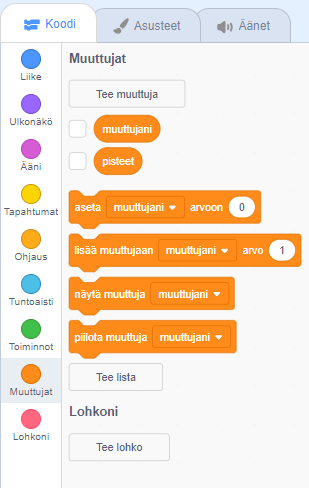 Koodi
Asusteet
Äänet
Liike
Ulkonäkö
Ääni
Tapahtumat
Ohjaus
Tuntoaisti
Toiminnot
Muuttujat
Lohkoni
Muuttujat
Tee muuttuja
muuttujani
pisteet
aseta muuttujani arvoon 0
lisää muuttujaan muuttujani arvo 1
näytä muuttuja muuttujani
piilota muuttuja muuttujani
Tee lista
Lohkoni
Tee lohko